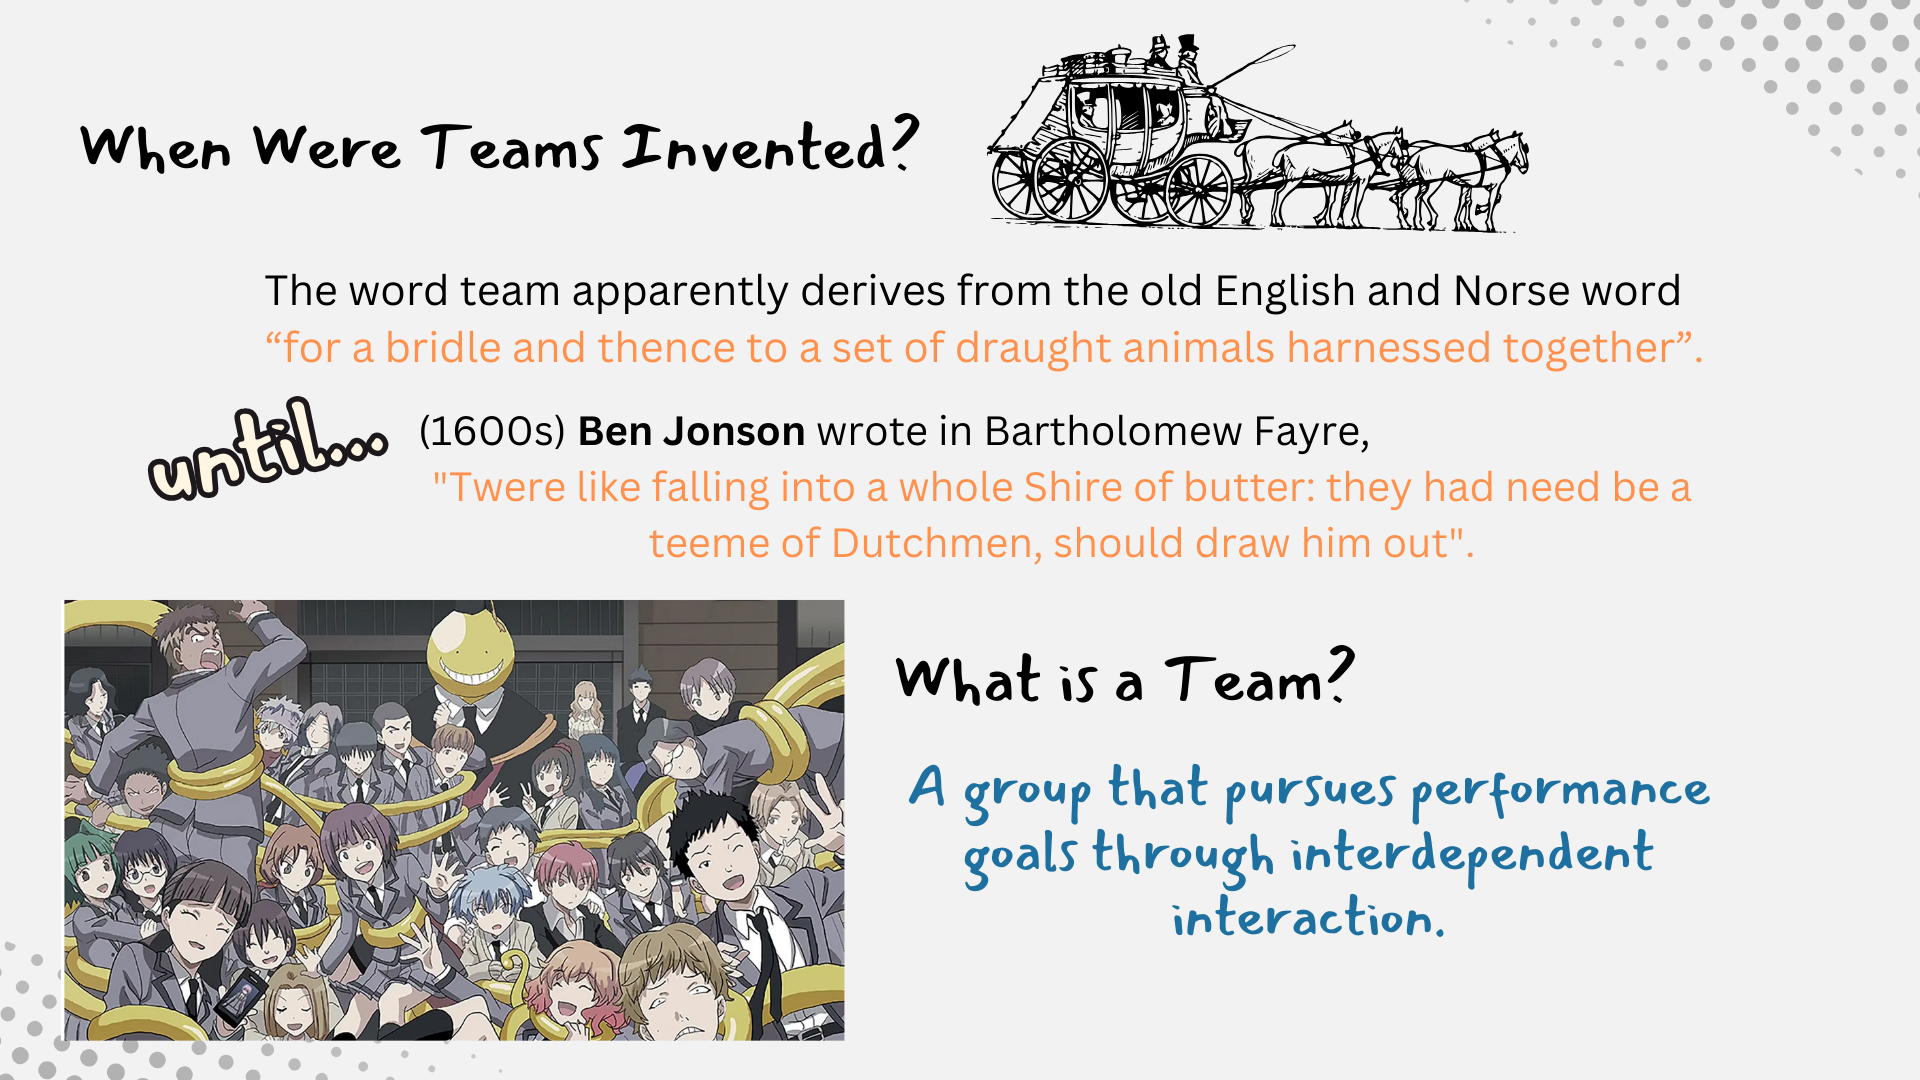 When Were Teams Invented?
The word team apparently derives from the old English and Norse word
“for a bridle and thence to a set of draught animals harnessed together”.
until...
(1600s) Ben Jonson wrote in Bartholomew Fayre,
"Twere like falling into a whole Shire of butter: they had need be a
teeme of Dutchmen, should draw him out".
What is a Team?
A group that pursues performance
goals through interdependent
interaction.